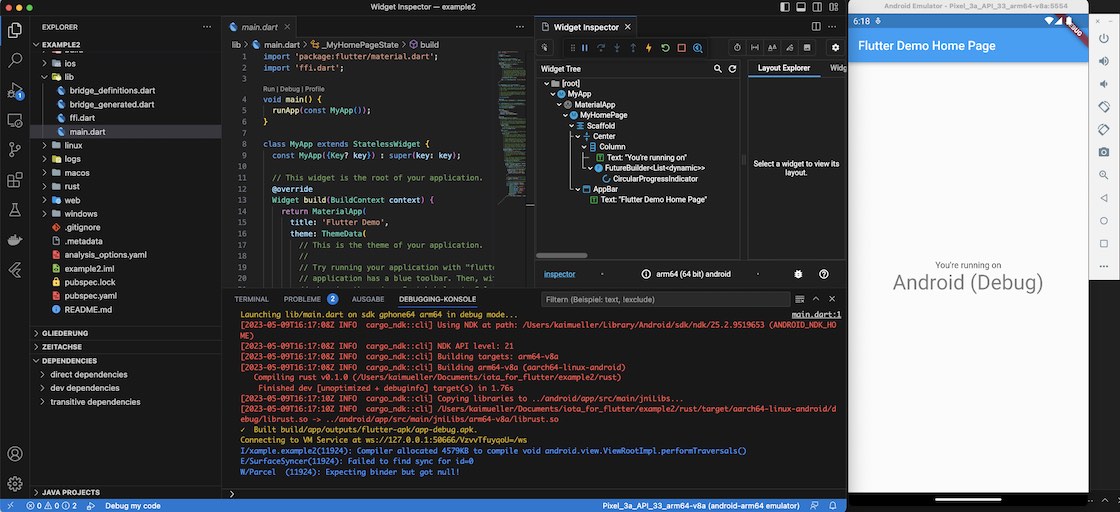 Widget Inspector — example2
EXPLORER
EXAMPLE2
build
ios
lib
bridge_definitions.dart
bridge_generated.dart
ffi.dart
main.dart
linux
logs
macos
rust
web
windows
.gitignore
.metadata
analysis_options.yaml
example2.iml
pubspec.lock
pubspec.yaml
README.md
GLIEDERUNG
ZEITACHSE
DEPENDENCIES
direct dependencies
dev dependencies
transitive dependencies
JAVA PROJECTS
main.dart
lib > main.dart > _MyHomePageState > build
1 import 'package:flutter/material.dart';
2 import 'ffi.dart';
3
Run | Debug | Profile
4 void main() {
5 runApp(const MyApp());
6 }
7
8 class MyApp extends StatelessWidget {
9 const MyApp({Key? key}) : super(key: key);
10
11 // This widget is the root of your application.
12 @override
13 Widget build(BuildContext context) {
14 return MaterialApp(
15 title: 'Flutter Demo',
16 theme: ThemeData(
17 // This is the theme of your application.
18 //
19 // Try running your application with "flutt
20 // application has a blue toolbar. Then, wi
Widget Inspector
Widget Tree
[root]
MyApp
MaterialApp
MyHomePage
Scaffold
Center
Column
Text: "You're running on"
FutureBuilder<List<dynamic>>
CircularProgressIndicator
AppBar
Text: "Flutter Demo Home Page"
Layout Explorer
Widg
Select a widget to view its
layout.
inspector
arm64 (64 bit) android
TERMINAL PROBLEME 2 AUSGABE DEBUGGING-KONSOLE
Filtern (Beispiel: text, !exclude)
Launching lib/main.dart on sdk gphone64 arm64 in debug mode... main.dart:1
[2023-05-09T16:17:08Z INFO cargo_ndk::cli] Using NDK at path: /Users/kaimueller/Library/Android/sdk/ndk/25.2.9519653 (ANDROID_NDK_HO
ME)
[2023-05-09T16:17:08Z INFO cargo_ndk::cli] NDK API level: 21
[2023-05-09T16:17:08Z INFO cargo_ndk::cli] Building targets: arm64-v8a
[2023-05-09T16:17:08Z INFO cargo_ndk::cli] Building arm64-v8a (aarch64-linux-android)
Compiling rust v0.1.0 (/Users/kaimueller/Documents/iota_for_flutter/example2/rust)
Finished dev [unoptimized + debuginfo] target(s) in 1.76s
[2023-05-09T16:17:10Z INFO cargo_ndk::cli] Copying libraries to ../android/app/src/main/jniLibs...
[2023-05-09T16:17:10Z INFO cargo_ndk::cli] /Users/kaimueller/Documents/iota_for_flutter/example2/rust/target/aarch64-linux-android/d
ebug/librust.so -> ../android/app/src/main/jniLibs/arm64-v8a/librust.so
✓ Built build/app/outputs/flutter-apk/app-debug.apk.
Connecting to VM Service at ws://127.0.0.1:50666/VzvvTfuyqoU=/ws
I/xample.example2(11924): Compiler allocated 4579KB to compile void android.view.ViewRootImpl.performTraversals()
E/SurfaceSyncer(11924): Failed to find sync for id=0
W/Parcel (11924): Expecting binder but got null!
0 0 2 Debug my code
Pixel_3a_API_33_arm64-v8a (android-arm64 emulator)
Android Emulator - Pixel_3a_API_33_arm64-v8a:5554
6:18
DEBUG
Flutter Demo Home Page
You're running on
Android (Debug)